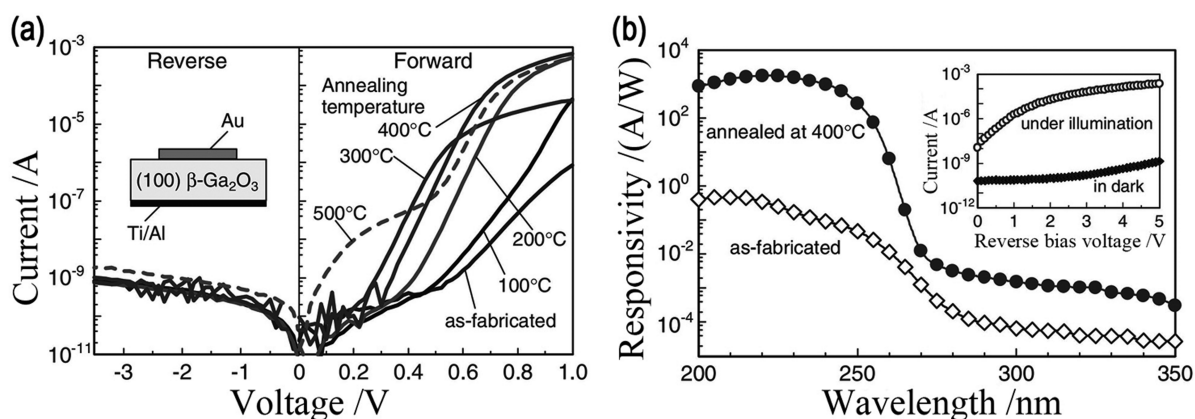 (a)
10⁻³
10⁻⁵
10⁻⁷
10⁻⁹
10⁻¹¹
Current /A
Reverse
Forward
Annealing
temperature
400°C
300°C
500°C
200°C
100°C
as-fabricated
Au
(100) β-Ga₂O₃
Ti/Al
-3 -2 -1 0 0.2 0.4 0.6 0.8 1.0
Voltage /V
(b)
10⁴
10²
10⁰
10⁻²
10⁻⁴
Responsivity /(A/W)
annealed at 400°C
as-fabricated
10⁻³
10⁻⁶
10⁻⁹
10⁻¹²
Current /A
under illumination
in dark
0 1 2 3 4 5
Reverse bias voltage /V
200 250 300 350
Wavelength /nm